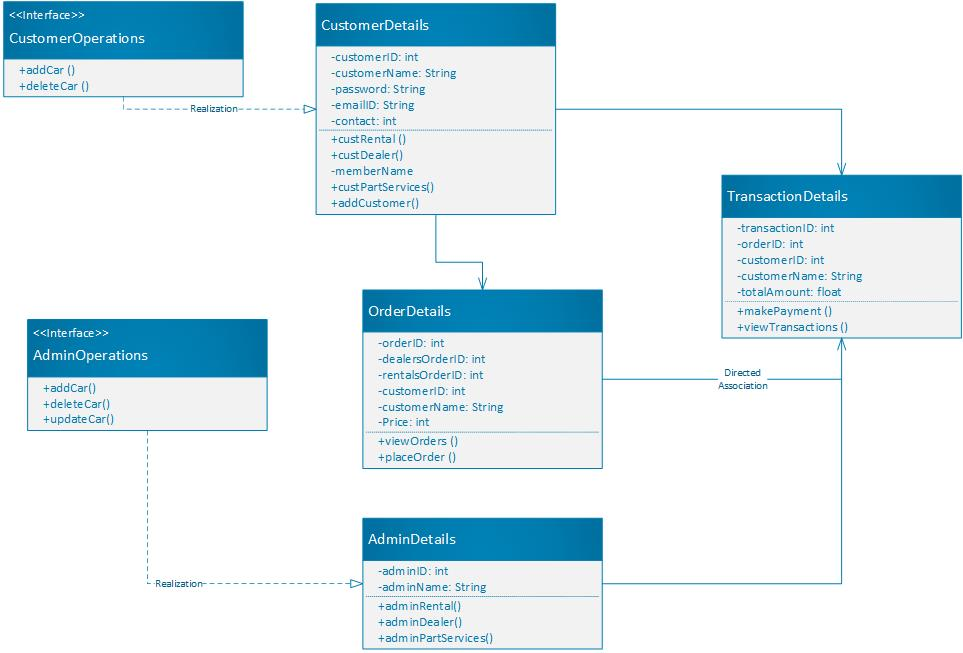 <<Interface>>
CustomerOperations
+addCar ()
+deleteCar ()
Realization
CustomerDetails
-customerID: int
-customerName: String
-password: String
-emailID: String
-contact: int
+custRental ()
+custDealer()
-memberName
+custPartServices()
+addCustomer()
TransactionDetails
-transactionID: int
-orderID: int
-customerID: int
-customerName: String
-totalAmount: float
+makePayment ()
+viewTransactions ()
OrderDetails
-orderID: int
-dealersOrderID: int
-rentalsOrderID: int
-customerID: int
-customerName: String
-Price: int
+viewOrders ()
+placeOrder ()
Directed
Association
<<Interface>>
AdminOperations
+addCar()
+deleteCar()
+updateCar()
Realization
AdminDetails
-adminID: int
-adminName: String
+adminRental()
+adminDealer()
+adminPartServices()